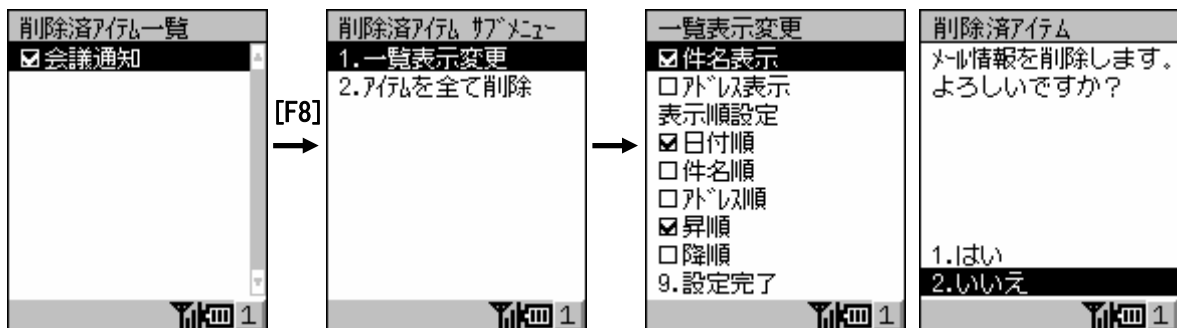 削除済ｱｲﾃﾑ一覧
☑会議通知
1
[F8]
削除済ｱｲﾃﾑ ｻﾌﾞﾒﾆｭｰ
1.一覧表示変更
2.ｱｲﾃﾑを全て削除
1
一覧表示変更
☑件名表示
□ｱﾄﾞﾚｽ表示
表示順設定
☑日付順
□件名順
□ｱﾄﾞﾚｽ順
☑昇順
□降順
9.設定完了
1
削除済ｱｲﾃﾑ
ﾒｰﾙ情報を削除します。
よろしいですか？
1.はい
2.いいえ
1